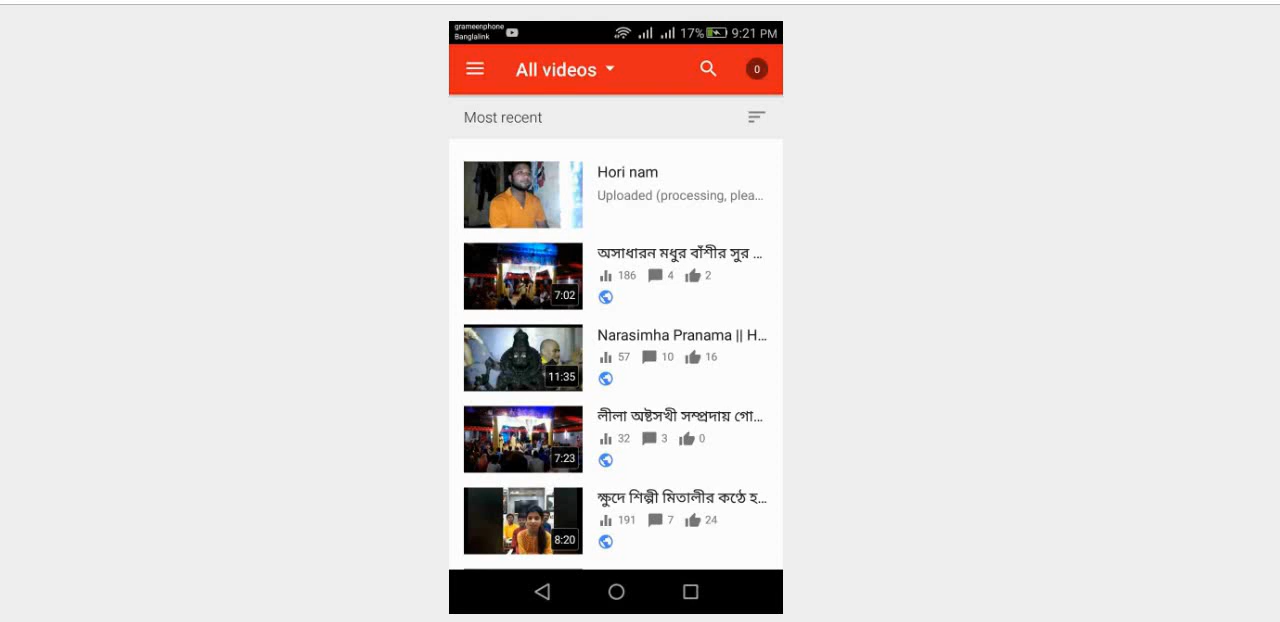 grameenphone
Banglalink
17% 9:21 PM
All videos
0
Most recent
Hori nam
Uploaded (processing, plea...
অসাধারন মধুর বাঁশীর সুর ...
186 4 2
7:02
Narasimha Pranama || H...
57 10 16
11:35
লীলা অষ্টসখী সম্প্রদায় গো...
32 3 0
7:23
ক্ষুদে শিল্পী মিতালীর কণ্ঠে হ...
191 7 24
8:20